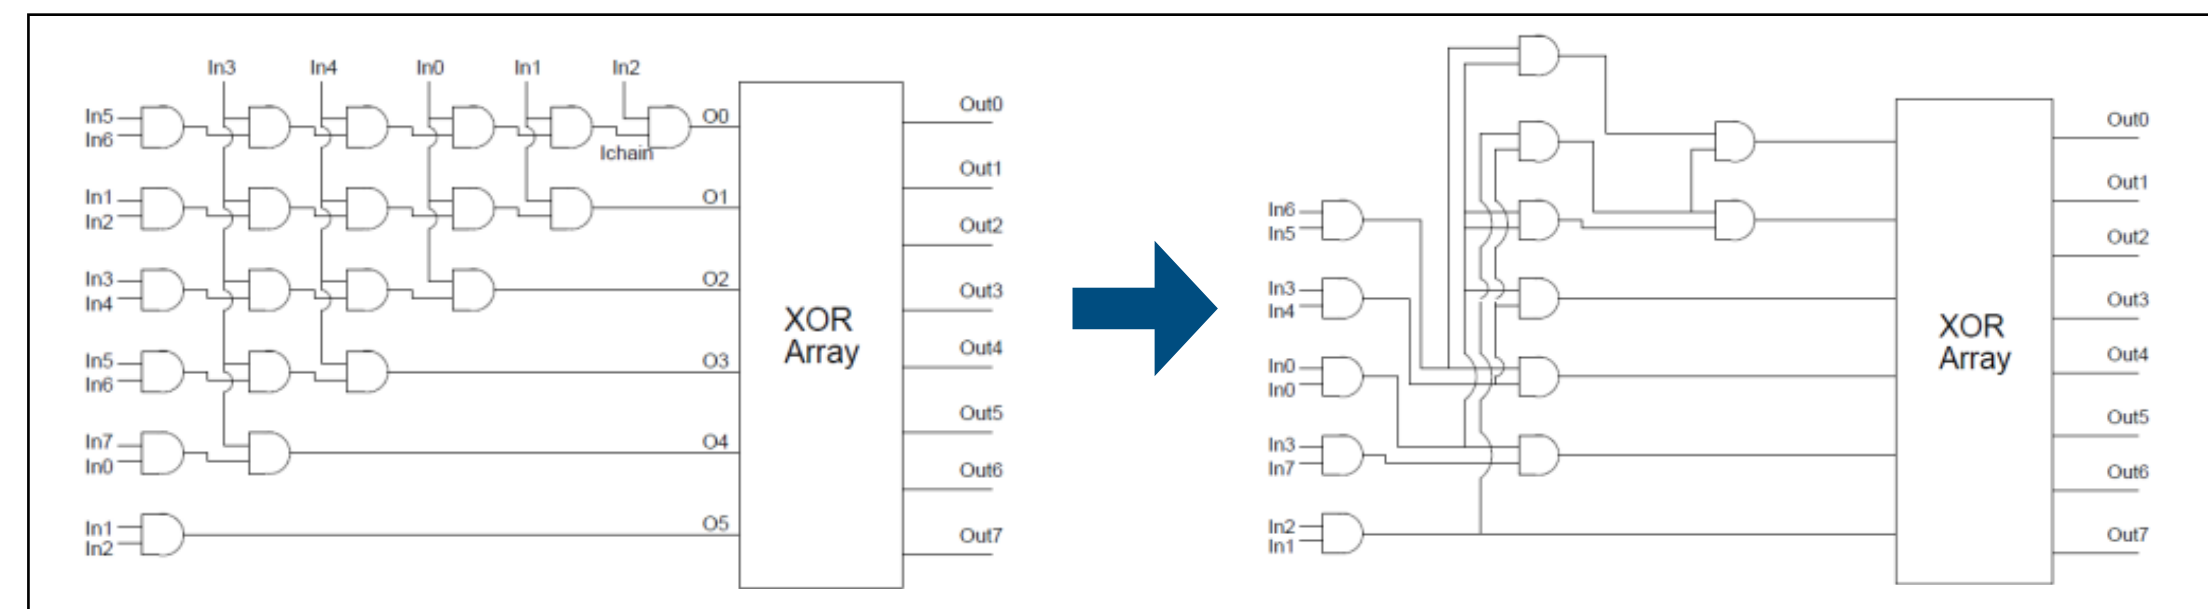 In3 In4 In0 In1 In2
In5
In6
O0
Ichain
In1
In2
O1
In3
In4
O2
In5
In6
O3
In7
In0
O4
In1
In2
O5
XOR
Array
Out0
Out1
Out2
Out3
Out4
Out5
Out6
Out7
In6
In5
In3
In4
In0
In0
In3
In7
In2
In1
XOR
Array
Out0
Out1
Out2
Out3
Out4
Out5
Out6
Out7